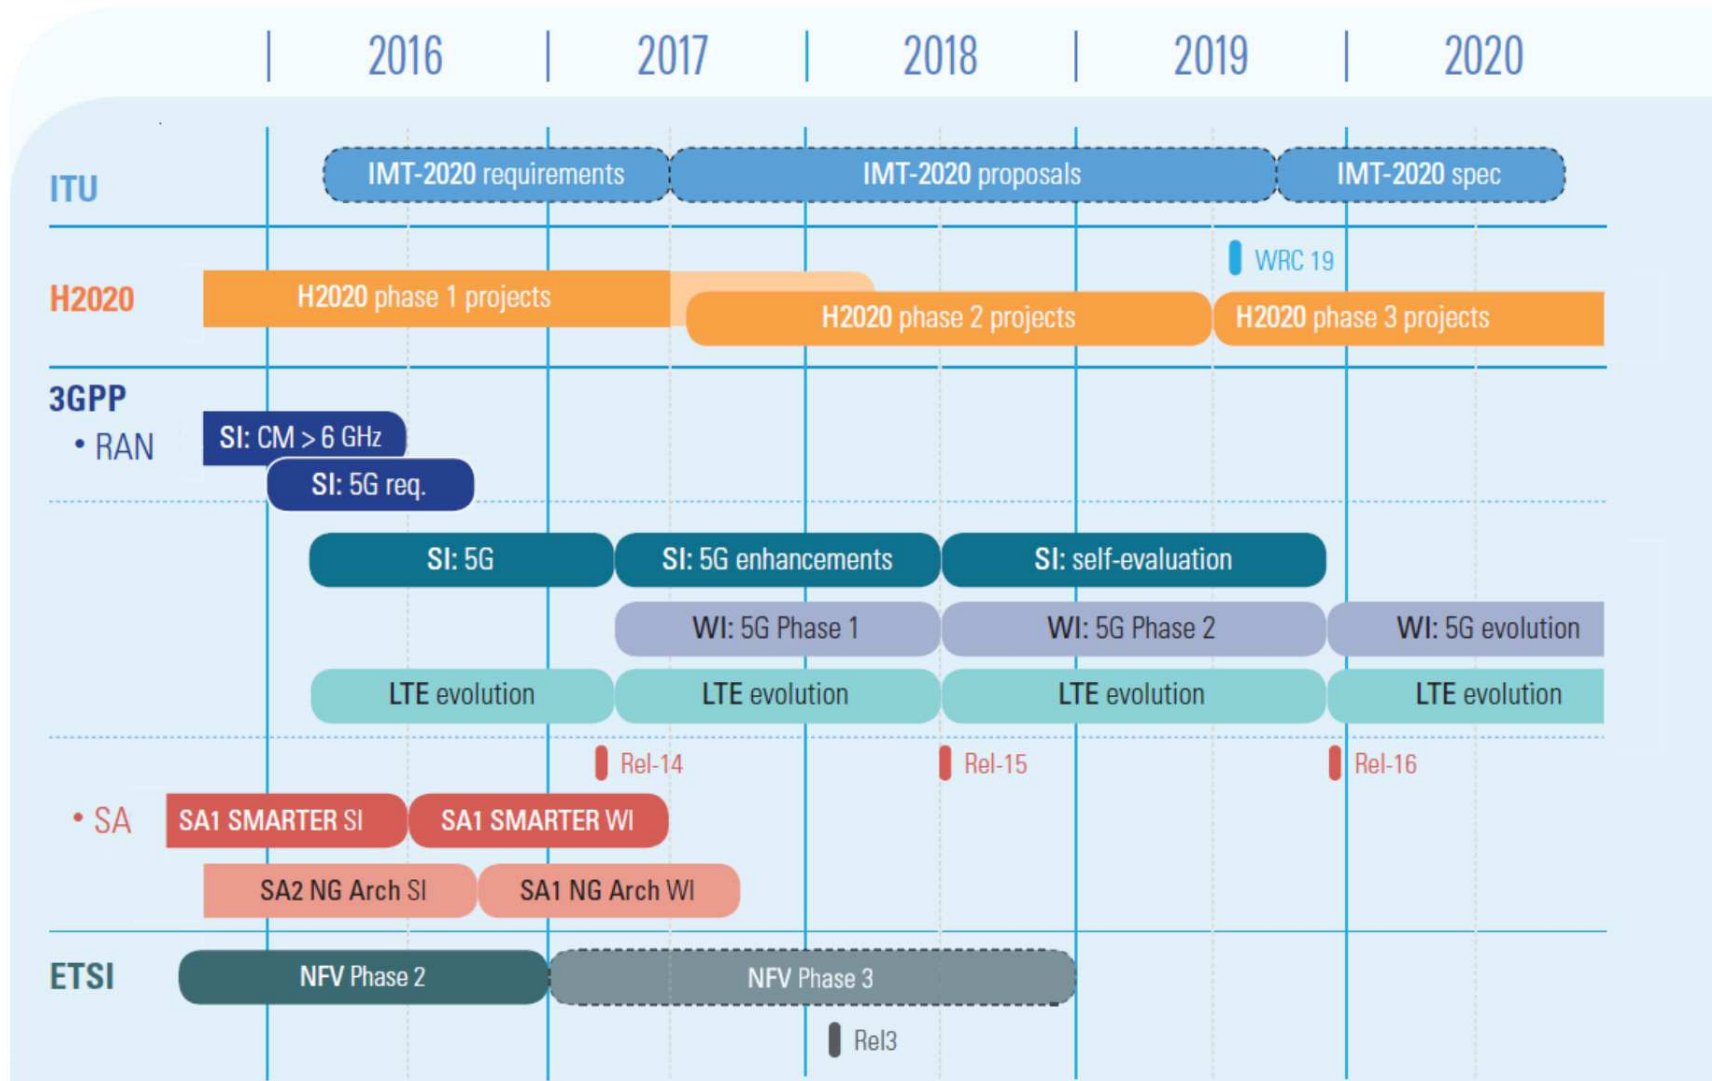 2016 2017 2018 2019 2020
ITU
IMT-2020 requirements
IMT-2020 proposals
IMT-2020 spec
WRC 19
H2020
H2020 phase 1 projects
H2020 phase 2 projects
H2020 phase 3 projects
3GPP
• RAN
SI: CM > 6 GHz
SI: 5G req.
SI: 5G
SI: 5G enhancements
SI: self-evaluation
WI: 5G Phase 1
WI: 5G Phase 2
WI: 5G evolution
LTE evolution
LTE evolution
LTE evolution
LTE evolution
Rel-14
Rel-15
Rel-16
• SA
SA1 SMARTER SI
SA1 SMARTER WI
SA2 NG Arch SI
SA1 NG Arch WI
ETSI
NFV Phase 2
NFV Phase 3
Rel3